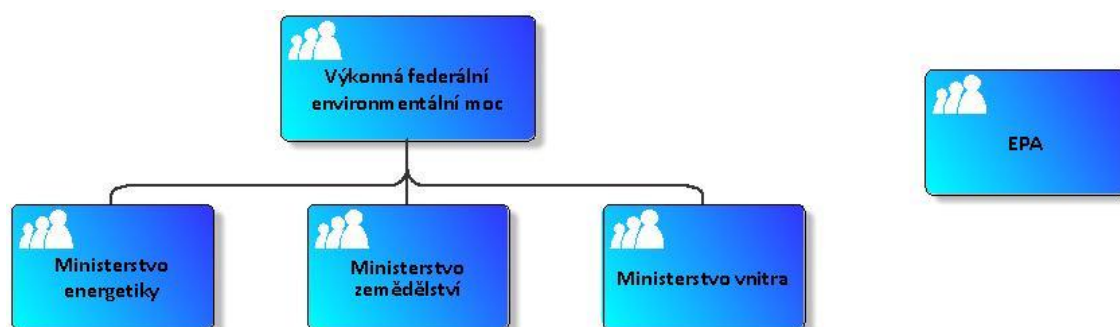 Výkonná federální
environmentální moc
EPA
Ministerstvo
energetiky
Ministerstvo
zemědělství
Ministerstvo vnitra